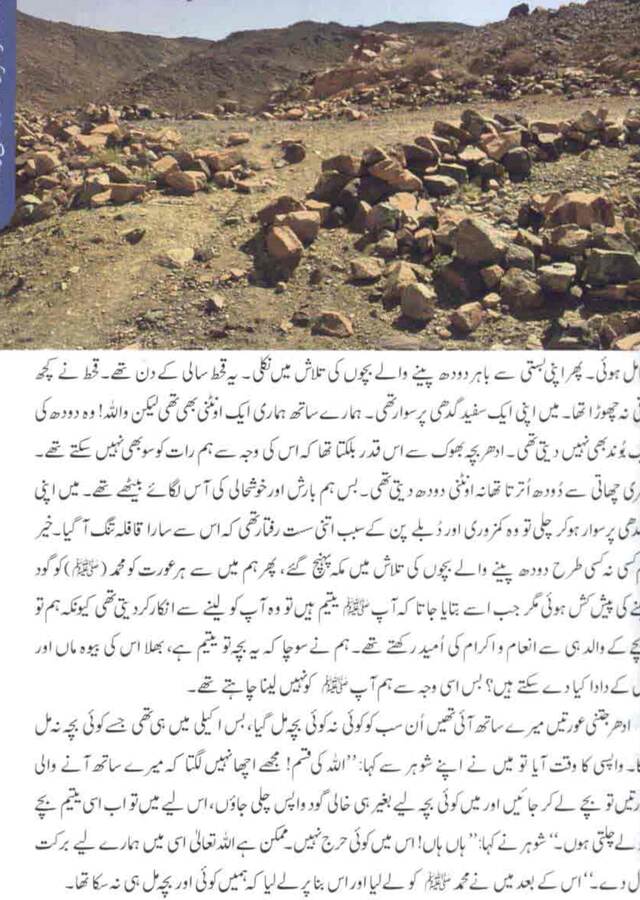 ہوئی۔ پھر اپنی بستی سے باہر دودھ پینے والے بچوں کی تلاش میں نکلی۔ یہ قحط سالی کے دن تھے۔ قحط نے کچھ
نہ چھوڑا تھا۔ میں اپنی ایک سفید گدھی پر سوار تھی۔ ہمارے ساتھ ہماری ایک اونٹنی بھی تھی لیکن واللہ! وہ دودھ کی
بُوند بھی نہیں دیتی تھی۔ ادھر بچہ بھوک سے اس قدر بلکتا تھا کہ اس کی وجہ سے ہم رات کو سو بھی نہیں سکتے تھے۔
چھاتی سے دُودھ اُترتا تھا نہ اونٹنی دودھ دیتی تھی۔ بس ہم بارش اور خوشحالی کی آس لگائے بیٹھے تھے۔ میں اپنی
پر سوار ہو کر چلی تو وہ کمزوری اور دُبلے پن کے سبب اتنی سست رفتار تھی کہ اس سے سارا قافلہ تنگ آ گیا۔ خیر
کسی نہ کسی طرح دودھ پینے والے بچوں کی تلاش میں مکہ پہنچ گئے، پھر ہم میں سے ہر عورت کو محمد (ﷺ) کو گود
کی پیش کش ہوئی مگر جب اسے بتایا جاتا کہ آپ ﷺ یتیم ہیں تو وہ آپ کو لینے سے انکار کر دیتی تھی کیونکہ ہم تو
کے والد ہی سے انعام و اکرام کی اُمید رکھتے تھے۔ ہم نے سوچا کہ یہ بچہ تو یتیم ہے، بھلا اس کی بیوہ ماں اور
کے دادا کیا دے سکتے ہیں؟ بس اسی وجہ سے ہم آپ ﷺ کو نہیں لینا چاہتے تھے۔
ادھر جتنی عورتیں میرے ساتھ آئی تھیں اُن سب کو کوئی نہ کوئی بچہ مل گیا، بس اکیلی میں ہی تھی جسے کوئی بچہ نہ مل
واپسی کا وقت آیا تو میں نے اپنے شوہر سے کہا: ’’اللہ کی قسم! مجھے اچھا نہیں لگتا کہ میرے ساتھ آنے والی
تو بچے لے کر جائیں اور میں کوئی بچہ لیے بغیر ہی خالی گود واپس چلی جاؤں، اس لیے میں تو اب اسی یتیم بچے
لے چلتی ہوں۔‘‘ شوہر نے کہا: ’’ہاں ہاں! اس میں کوئی حرج نہیں۔ ممکن ہے اللہ تعالیٰ اسی میں ہمارے لیے برکت
دے۔‘‘ اس کے بعد میں نے محمد ﷺ کو لے لیا اور اس بنا پر لے لیا کہ ہمیں کوئی اور بچہ مل ہی نہ سکا تھا۔